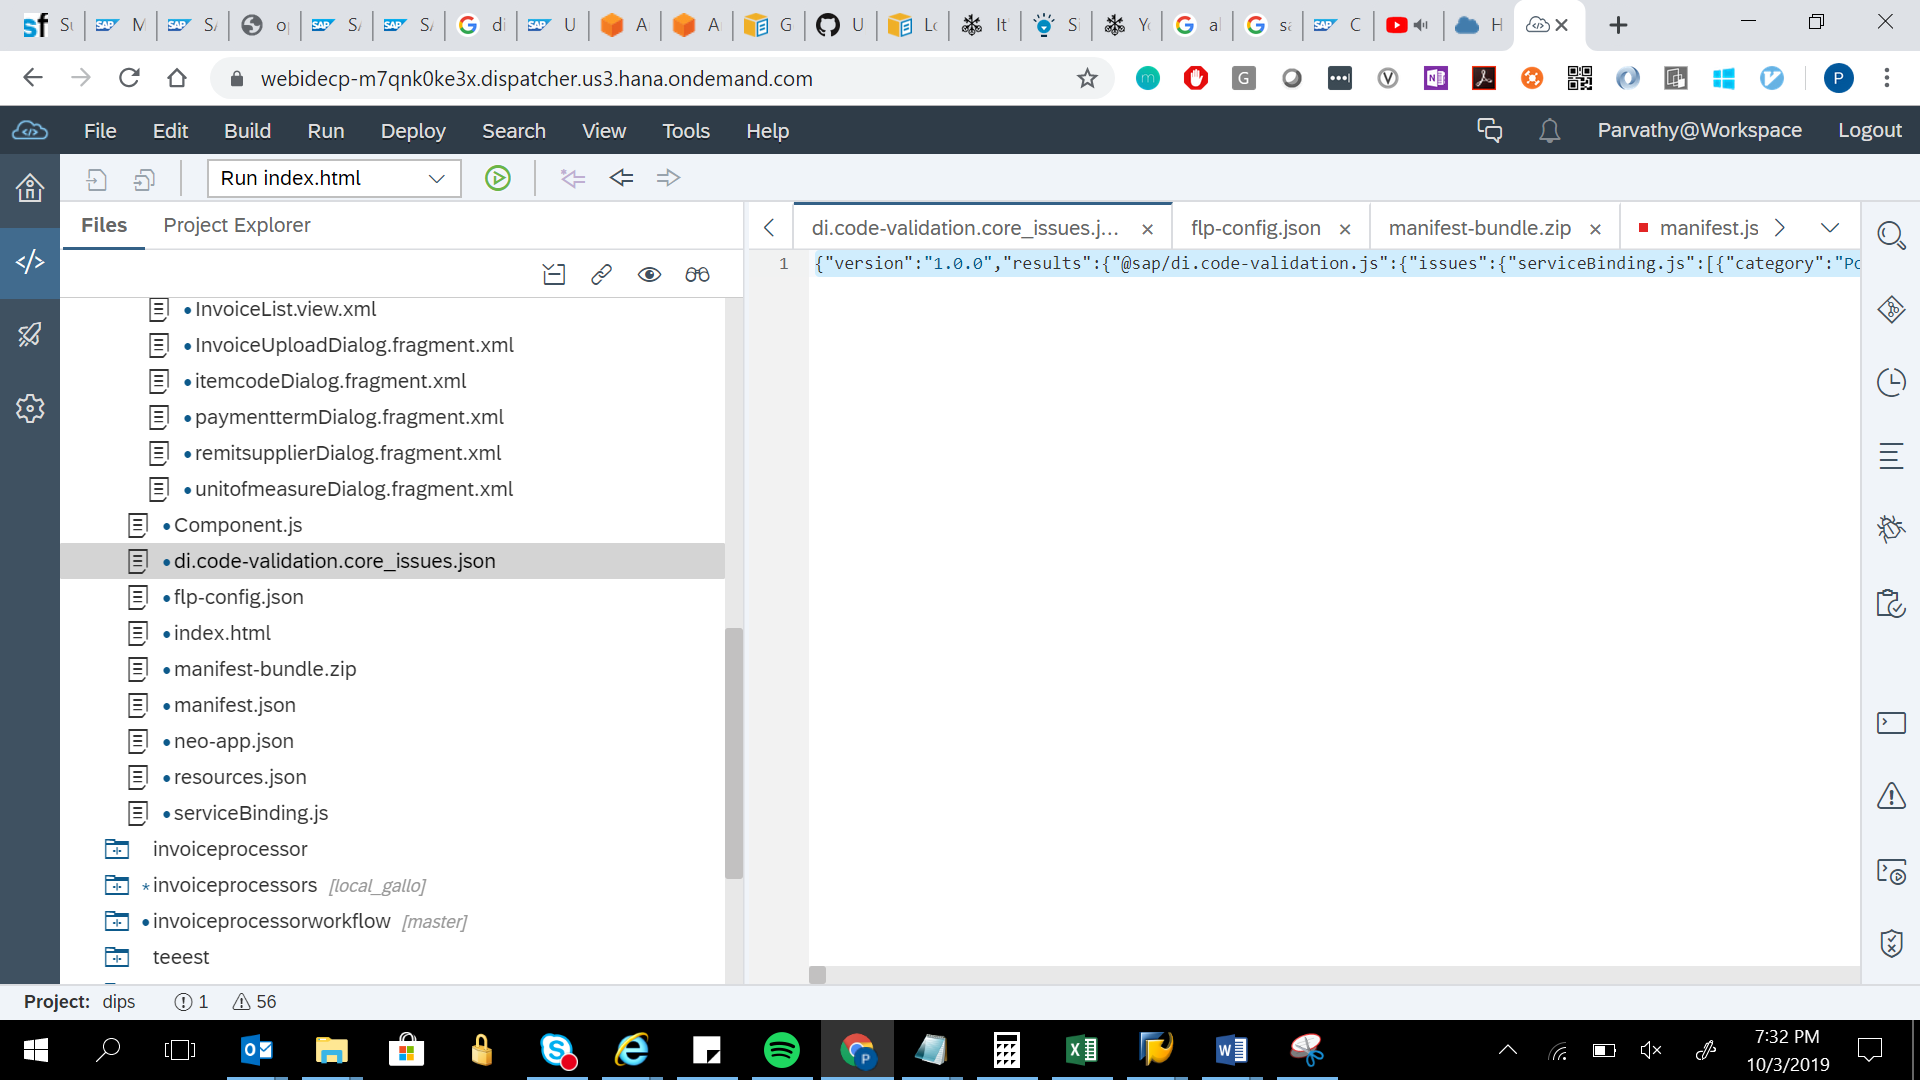 webidecp-m7qnk0ke3x.dispatcher.us3.hana.ondemand.com
File Edit Build Run Deploy Search View Tools Help
Parvathy@Workspace Logout
Run index.html
Files Project Explorer
di.code-validation.core_issues.j... flp-config.json manifest-bundle.zip manifest.js
1 {"version":"1.0.0","results":{"@sap/di.code-validation.js":{"issues":{"serviceBinding.js":[{"category":"Po
InvoiceList.view.xml
InvoiceUploadDialog.fragment.xml
itemcodeDialog.fragment.xml
paymenttermDialog.fragment.xml
remitsupplierDialog.fragment.xml
unitofmeasureDialog.fragment.xml
Component.js
di.code-validation.core_issues.json
flp-config.json
index.html
manifest-bundle.zip
manifest.json
neo-app.json
resources.json
serviceBinding.js
invoiceprocessor
* invoiceprocessors [local_gallo]
invoiceprocessorworkflow [master]
teeest
Project: dips 1 56
7:32 PM
10/3/2019